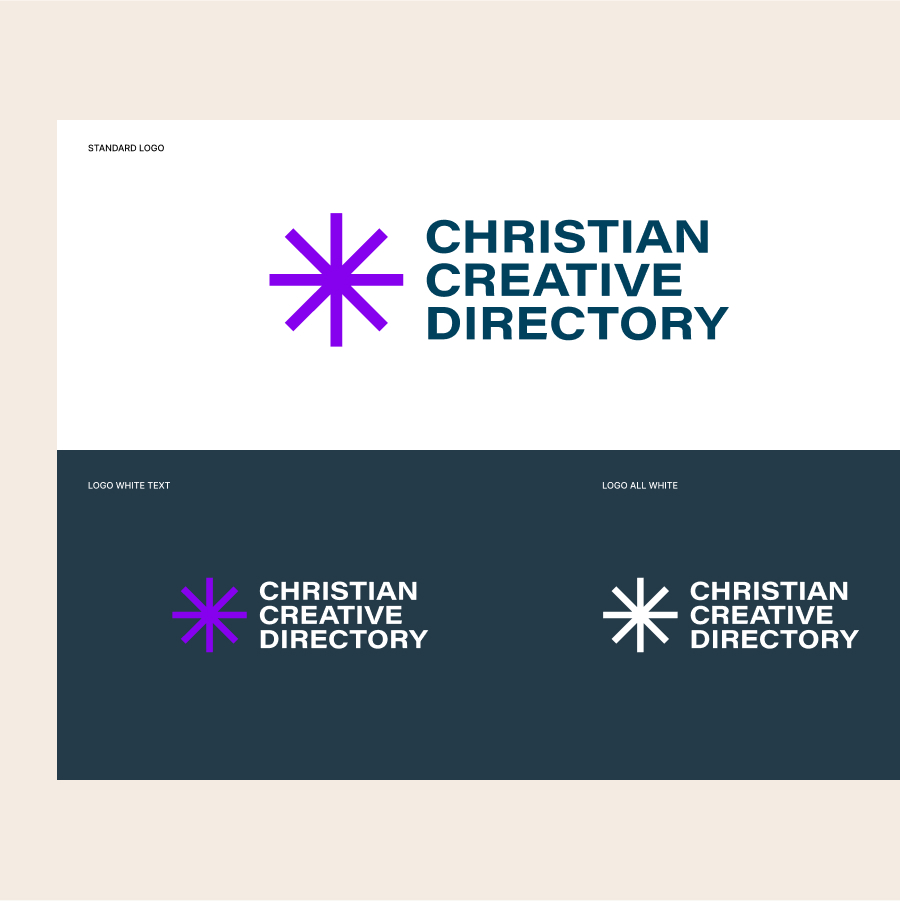 STANDARD LOGO
CHRISTIAN
CREATIVE
DIRECTORY
LOGO WHITE TEXT
CHRISTIAN
CREATIVE
DIRECTORY
LOGO ALL WHITE
CHRISTIAN
CREATIVE
DIRECTORY